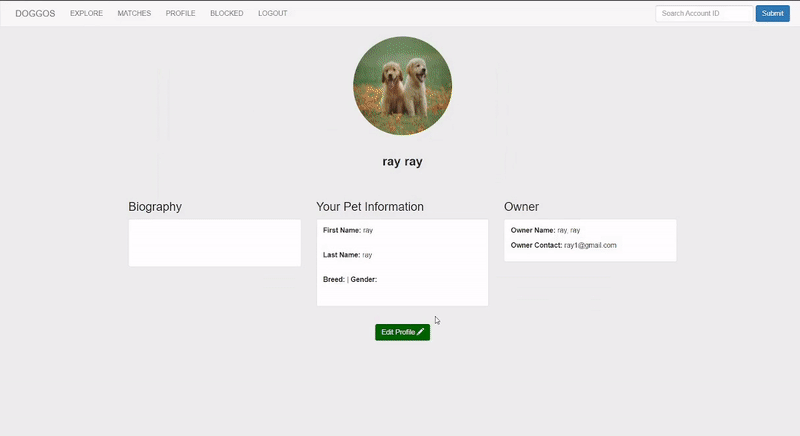 DOGGOS EXPLORE MATCHES PROFILE BLOCKED LOGOUT Search Account ID Submit
ray ray
Biography Your Pet Information Owner
First Name: ray Owner Name: ray, ray
Owner Contact: ray1@gmail.com
Last Name: ray
Breed: | Gender:
Edit Profile